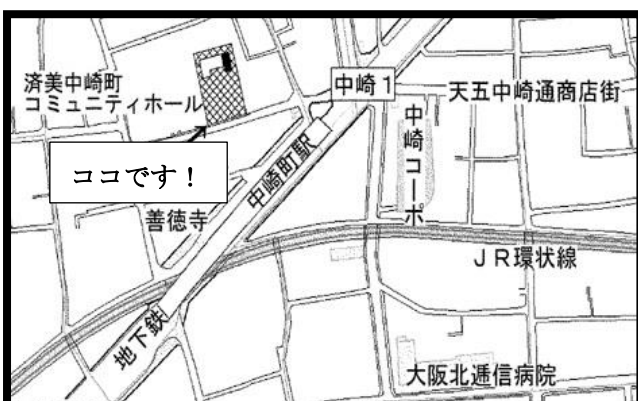 済美中崎町
コミュニティホール
中崎1
天五中崎通商店街
ココです！
中崎町駅
中崎コーポ
善徳寺
JR環状線
地下鉄
大阪北逓信病院